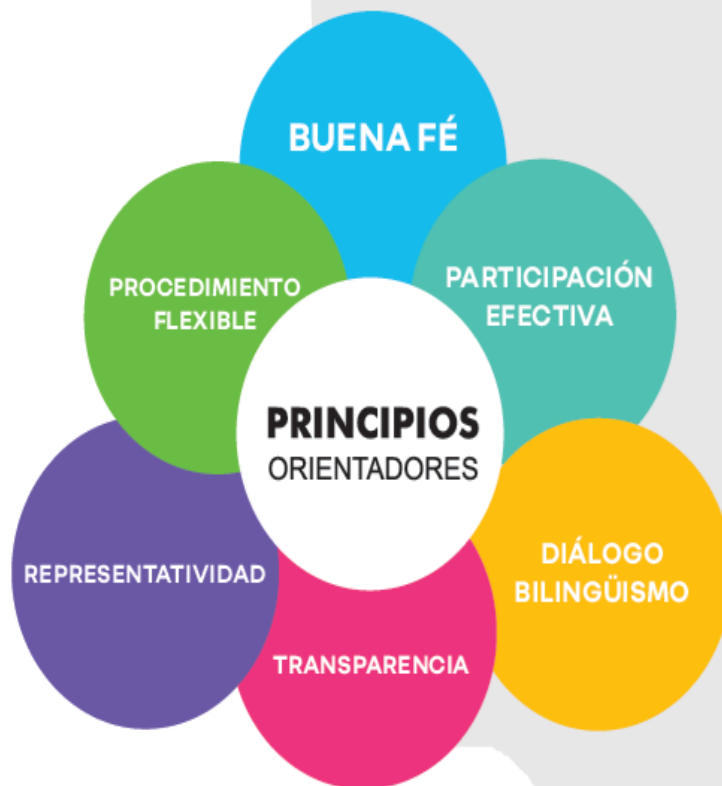 BUENA FÉ
PROCEDIMIENTO
FLEXIBLE
PARTICIPACIÓN
EFECTIVA
PRINCIPIOS
ORIENTADORES
REPRESENTATIVIDAD
DIÁLOGO
BILINGÜISMO
TRANSPARENCIA